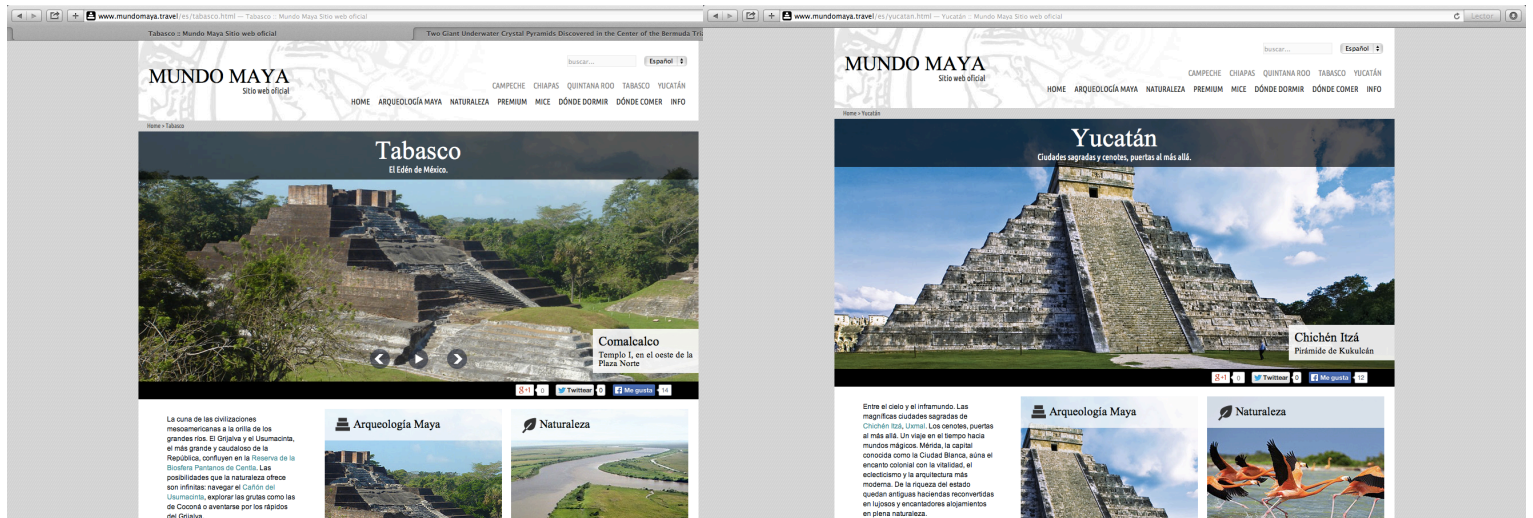 www.mundomaya.travel/es/tabasco.html — Tabasco :: Mundo Maya Sitio web oficial
Tabasco :: Mundo Maya Sitio web oficial
Two Giant Underwater Crystal Pyramids Discovered in the Center of the Bermuda
buscar...
Español
MUNDO MAYA
Sitio web oficial
CAMPECHE CHIAPAS QUINTANA ROO TABASCO YUCATÁN
HOME ARQUEOLOGÍA MAYA NATURALEZA PREMIUM MICE DÓNDE DORMIR DÓNDE COMER INFO
Home > Tabasco
Tabasco
El Edén de México.
Comalcalco
Templo I, en el oeste de la
Plaza Norte
g+1 0 Twittear 0 Me gusta 14
La cuna de las civilizaciones
mesoamericanas a la orilla de los
grandes ríos. El Grijalva y el Usumacinta,
el más grande y caudaloso de la
República, confluyen en la Reserva de la
Biosfera Pantanos de Centla. Las
posibilidades que la naturaleza ofrece
son infinitas: navegar el Cañón del
Usumacinta, explorar las grutas como las
de Coconá o aventarse por los rápidos
del Grijalva
Arqueología Maya
Naturaleza
www.mundomaya.travel/es/yucatan.html — Yucatán :: Mundo Maya Sitio web oficial
Lector
buscar...
Español
MUNDO MAYA
Sitio web oficial
CAMPECHE CHIAPAS QUINTANA ROO TABASCO YUCATÁN
HOME ARQUEOLOGÍA MAYA NATURALEZA PREMIUM MICE DÓNDE DORMIR DÓNDE COMER INFO
Home > Yucatán
Yucatán
Ciudades sagradas y cenotes, puertas al más allá.
Chichén Itzá
Pirámide de Kukulcán
g+1 0 Twittear 0 Me gusta 12
Entre el cielo y el inframundo. Las
magníficas ciudades sagradas de
Chichén Itzá, Uxmal. Los cenotes, puertas
al más allá. Un viaje en el tiempo hacia
mundos mágicos. Mérida, la capital
conocida como la Ciudad Blanca, aúna el
encanto colonial con la vitalidad, el
eclecticismo y la arquitectura más
moderna. De la riqueza del estado
quedan antiguas haciendas reconvertidas
en lujosos y encantadores alojamientos
en plena naturaleza.
Arqueología Maya
Naturaleza